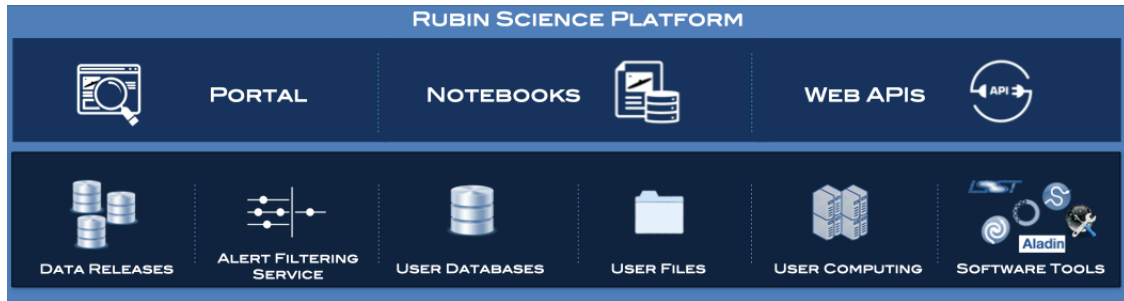 RUBIN SCIENCE PLATFORM
PORTAL
NOTEBOOKS
WEB APIS
API
DATA RELEASES
ALERT FILTERING
SERVICE
USER DATABASES
USER FILES
USER COMPUTING
LSST
Aladin
SOFTWARE TOOLS